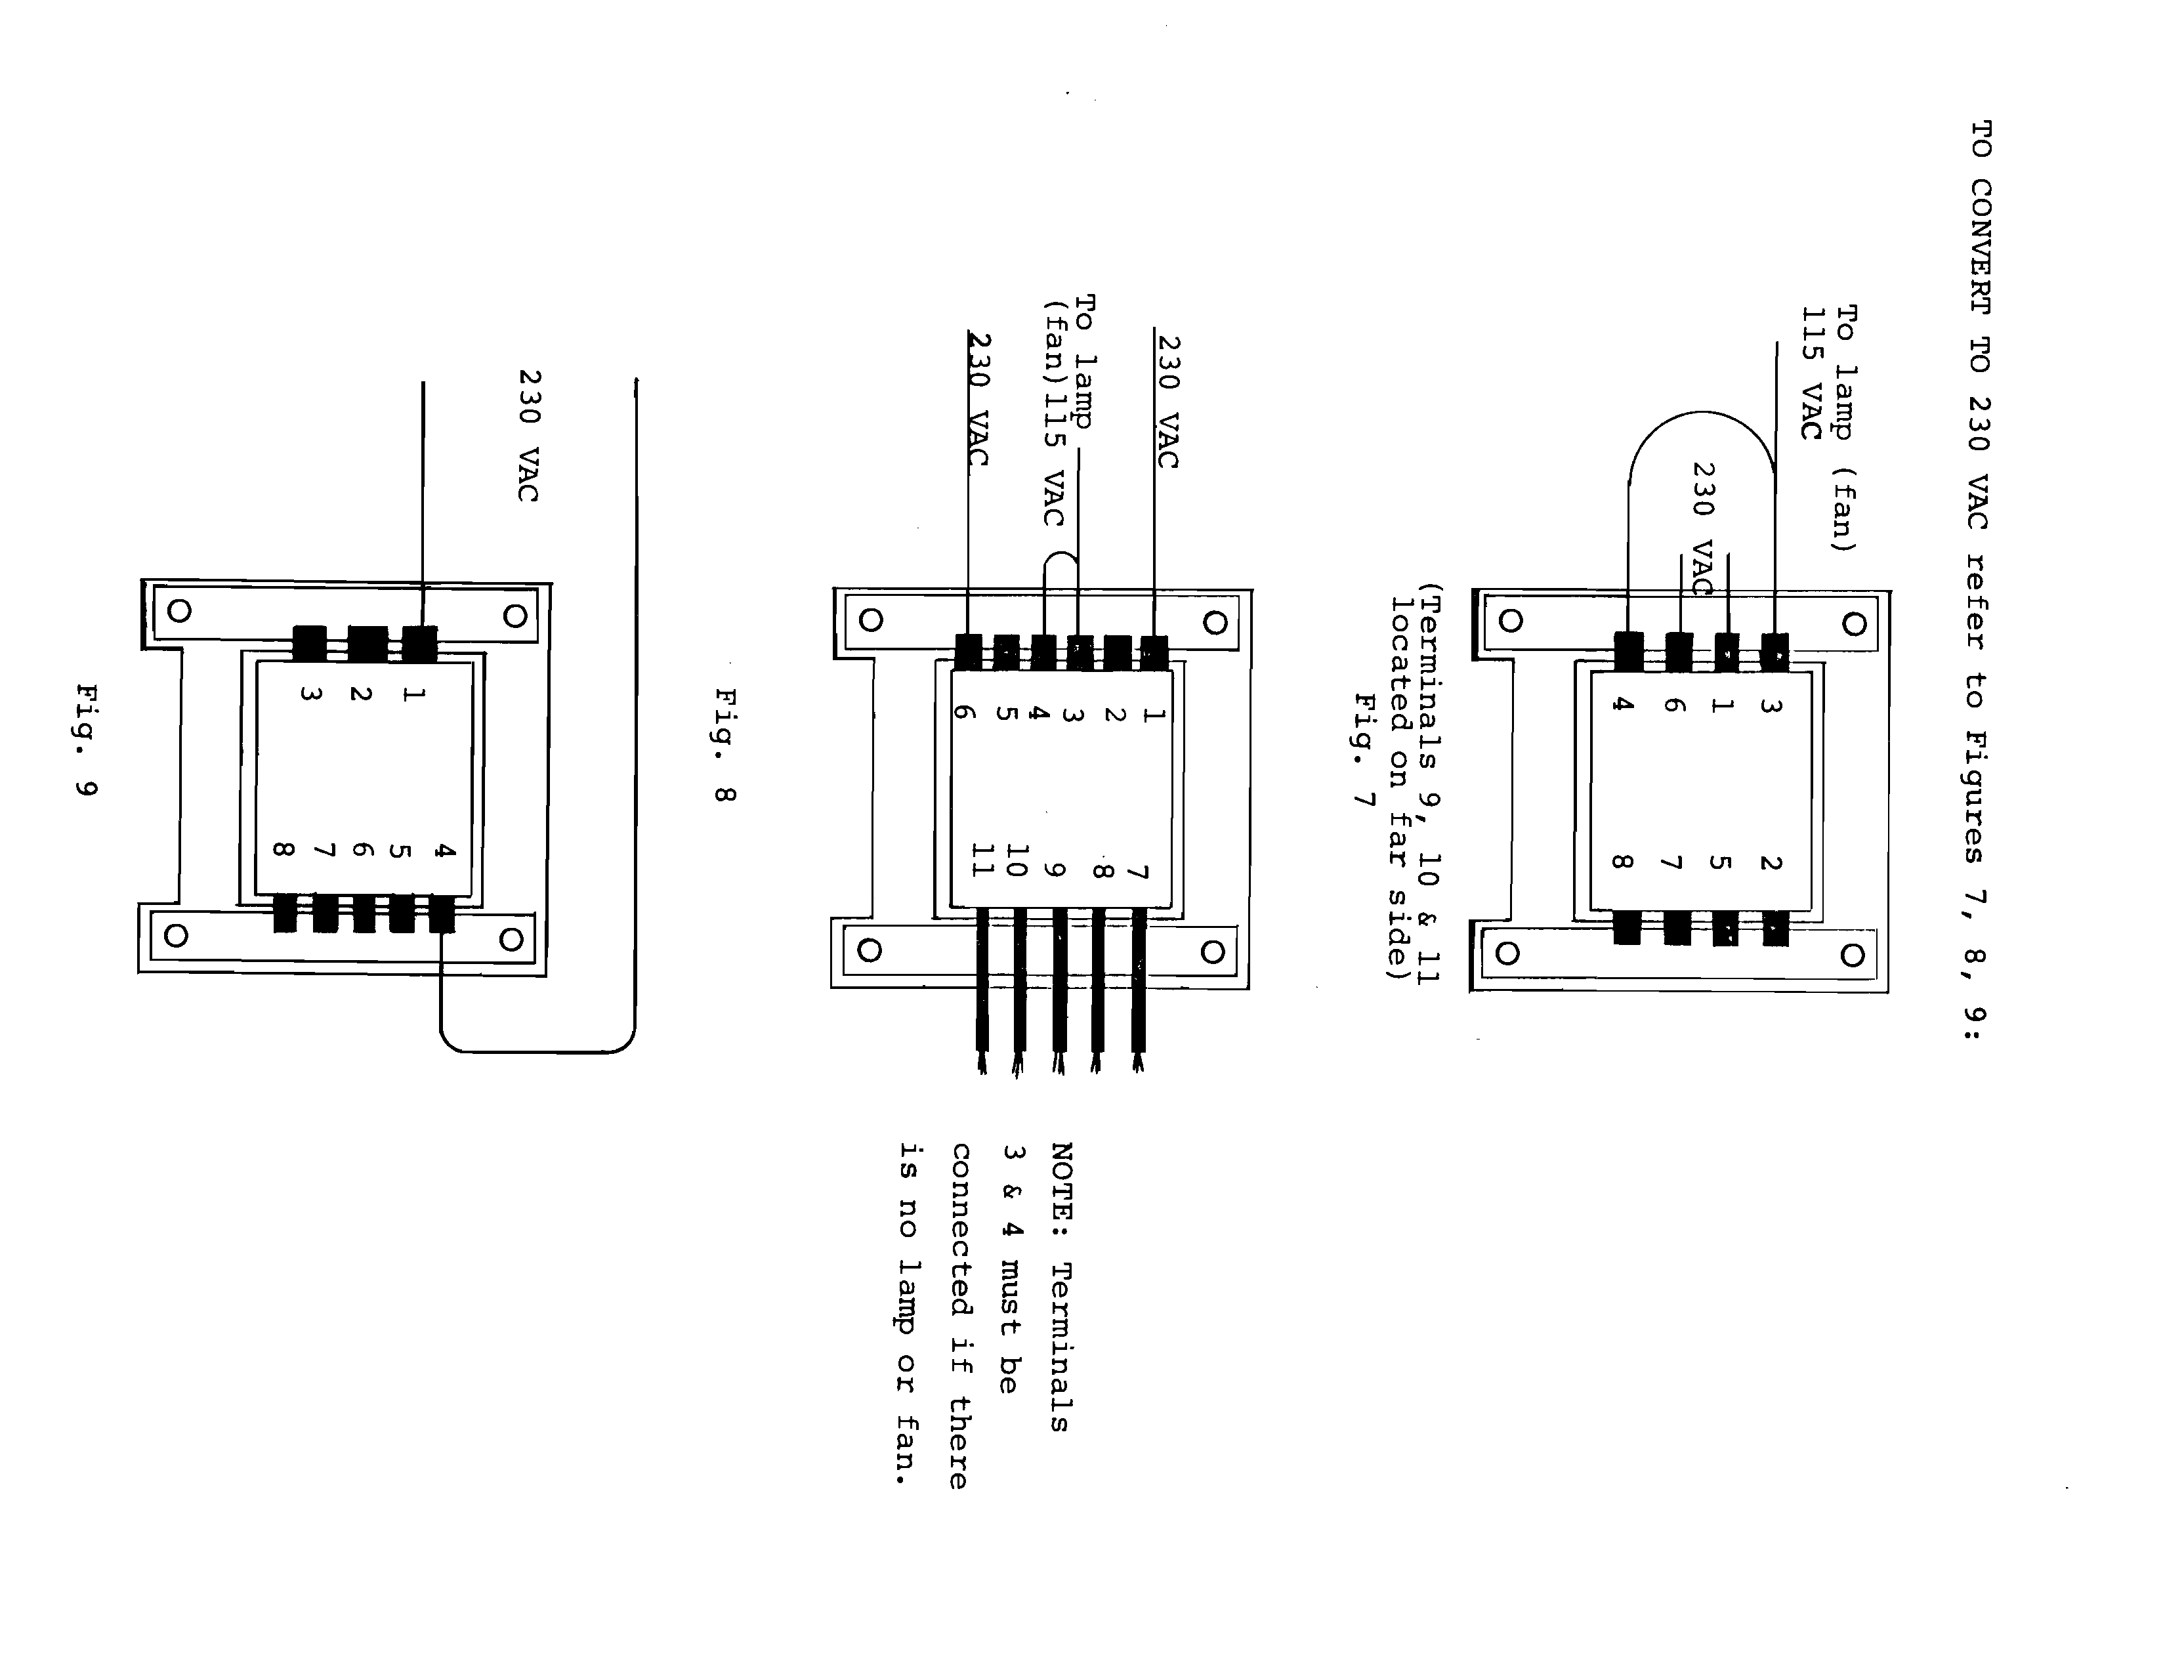 TO CONVERT TO 230 VAC refer to Figures 7, 8, 9:
To lamp (fan)
115 VAC
230 VAC
3 2
1 5
6 7
4 8
(Terminals 9, 10 & 11
located on far side)
Fig. 7
230 VAC
To lamp
(fan)115 VAC
230 VAC
1 7
2 8
3 9
4 10
5 11
6
NOTE: Terminals
3 & 4 must be
connected if there
is no lamp or fan.
Fig. 8
230 VAC
1 4
2 5
3 6
7
8
Fig. 9